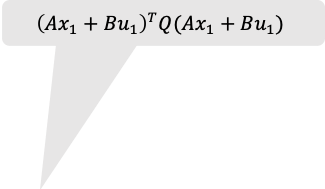 (Ax₁ + Bu₁)ᵀQ(Ax₁ + Bu₁)